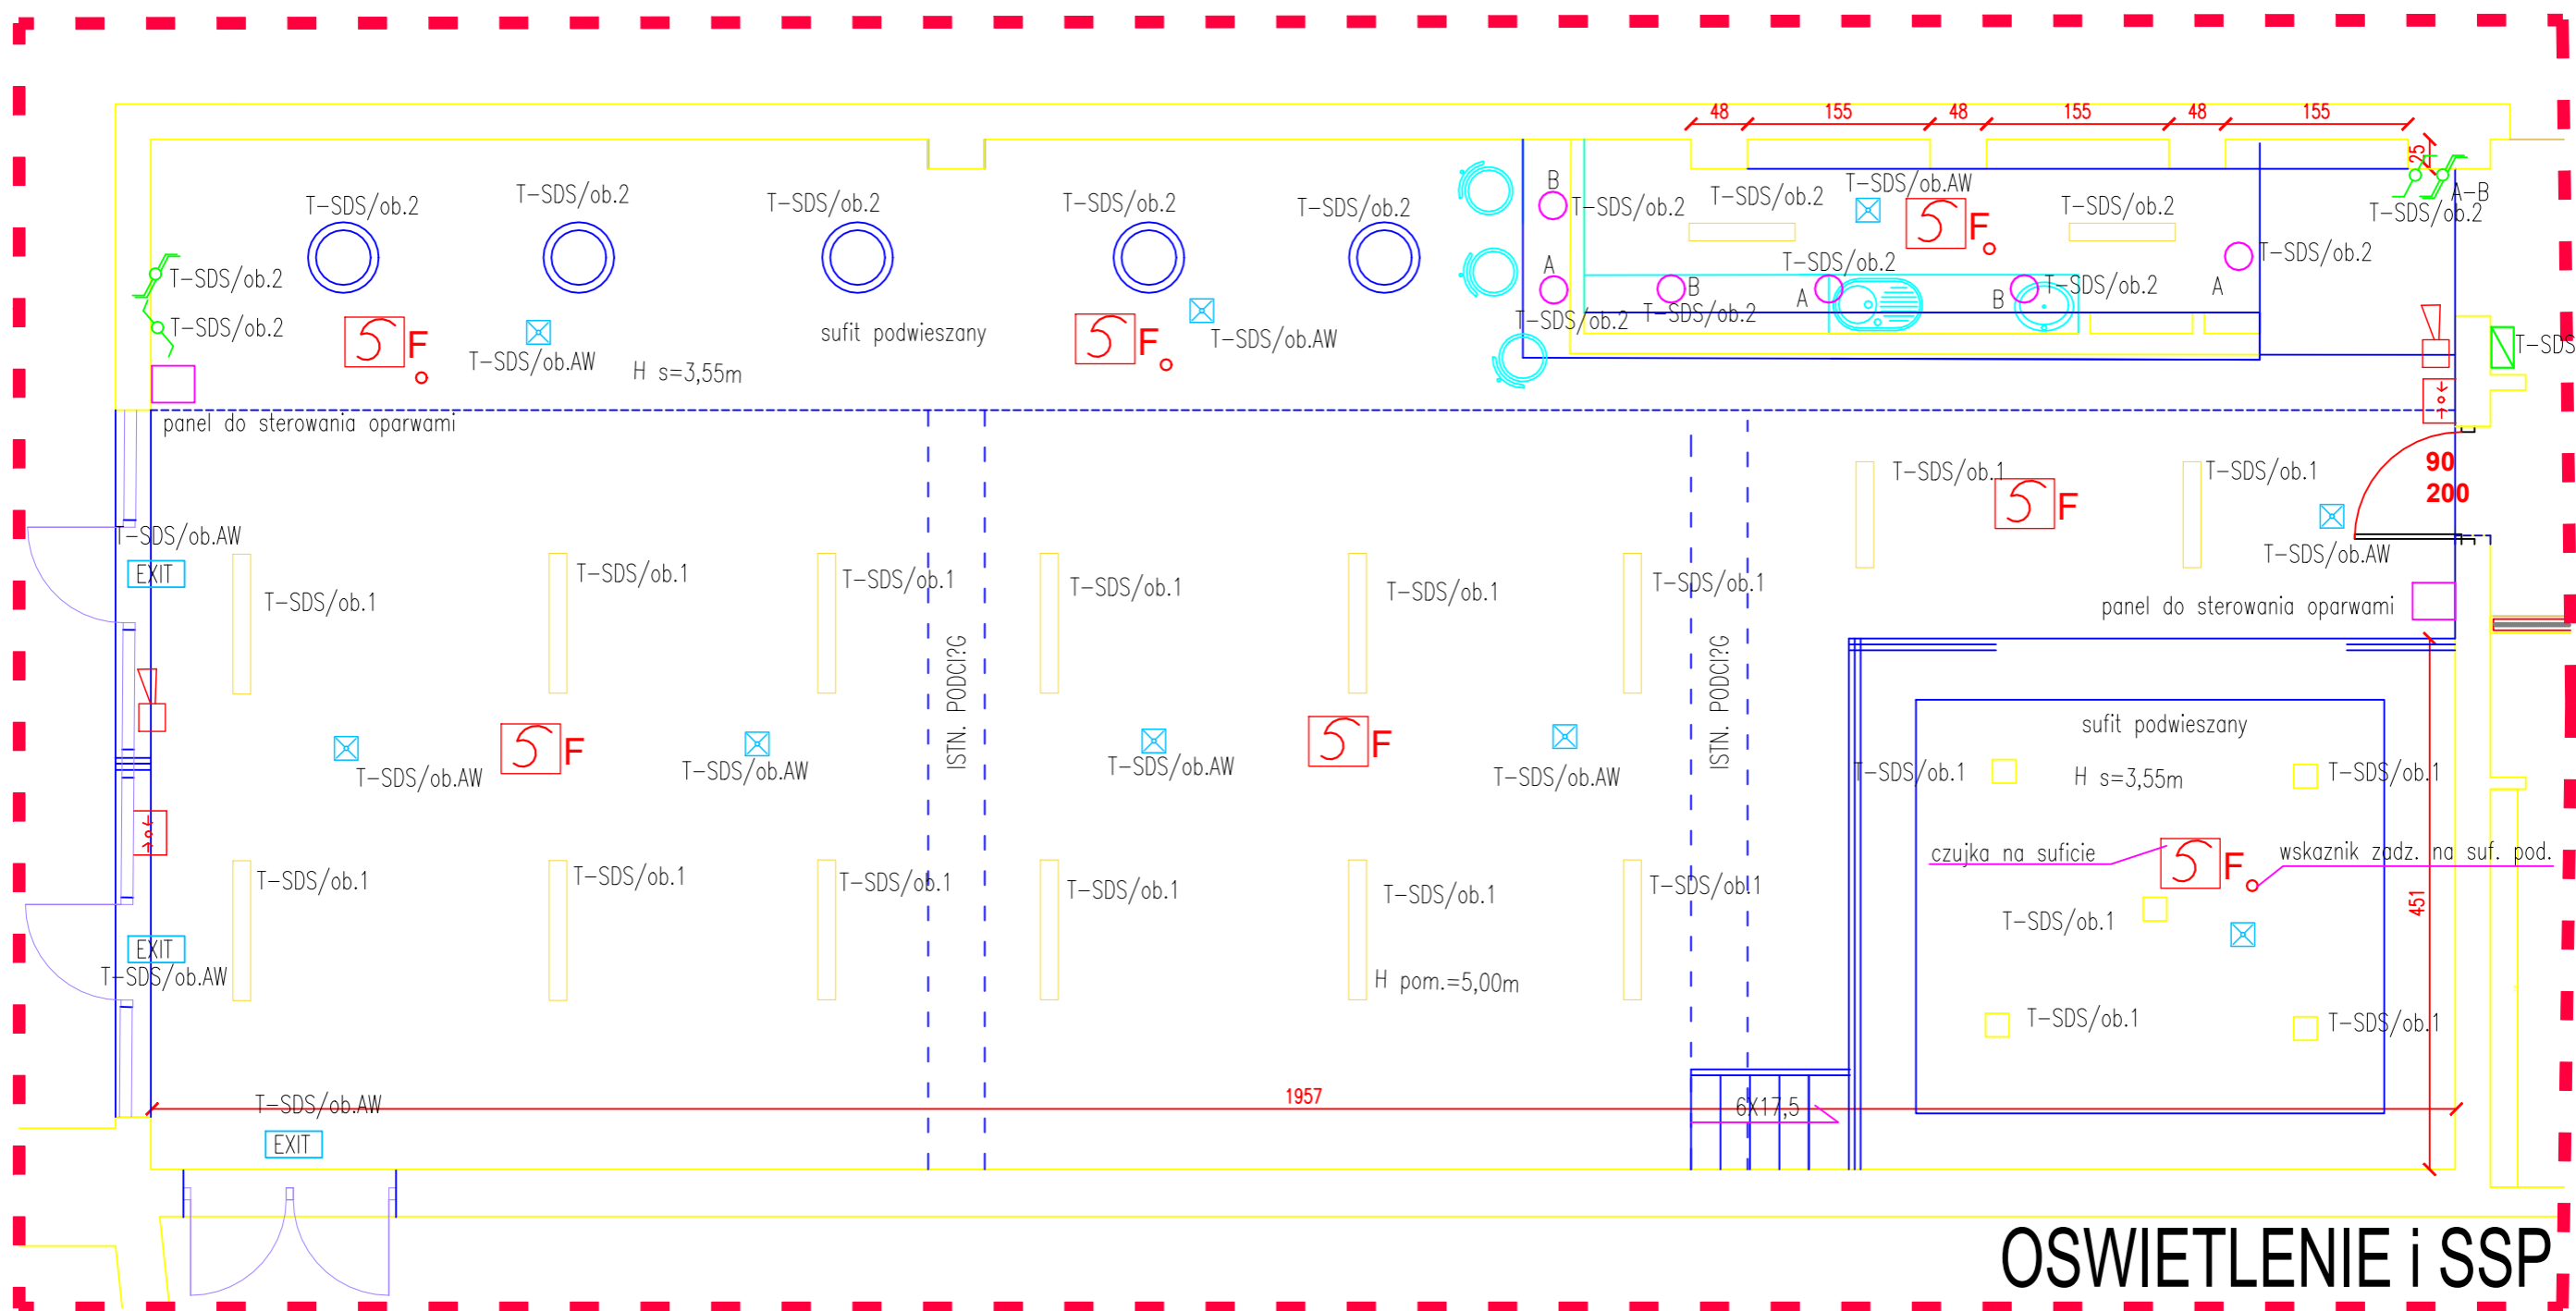 48 155 48 155 48 155
25
T-SDS/ob.2 T-SDS/ob.2 T-SDS/ob.2 T-SDS/ob.2 T-SDS/ob.2
B T-SDS/ob.2 T-SDS/ob.2 T-SDS/ob.AW T-SDS/ob.2 A-B
T-SDS/ob.2
F
T-SDS/ob.2
T-SDS/ob.2
A T-SDS/ob.2 T-SDS/ob.2
T-SDS/ob.2
B A B A
T-SDS/ob.2 T-SDS/ob.2
F T-SDS/ob.AW sufit podwieszany F T-SDS/ob.AW
T-SDS
H s=3,55m
panel do sterowania oparwami
T-SDS/ob.1 F T-SDS/ob.1
90
200
T-SDS/ob.AW
T-SDS/ob.AW
EXIT
T-SDS/ob.1 T-SDS/ob.1 T-SDS/ob.1 T-SDS/ob.1 T-SDS/ob.1 T-SDS/ob.1
panel do sterowania oparwami
ISTN. PODCI?G
ISTN. PODCI?G
T-SDS/ob.AW F T-SDS/ob.AW T-SDS/ob.AW F T-SDS/ob.AW
sufit podwieszany
T-SDS/ob.1 H s=3,55m T-SDS/ob.1
czujka na suficie F wskaznik zadz. na suf. pod.
T-SDS/ob.1
451
T-SDS/ob.1 T-SDS/ob.1 T-SDS/ob.1 T-SDS/ob.1 T-SDS/ob.1 T-SDS/ob.1
EXIT
T-SDS/ob.AW
H pom.=5,00m
T-SDS/ob.1 T-SDS/ob.1
T-SDS/ob.AW
1957
6X17,5
EXIT
OSWIETLENIE i SSP